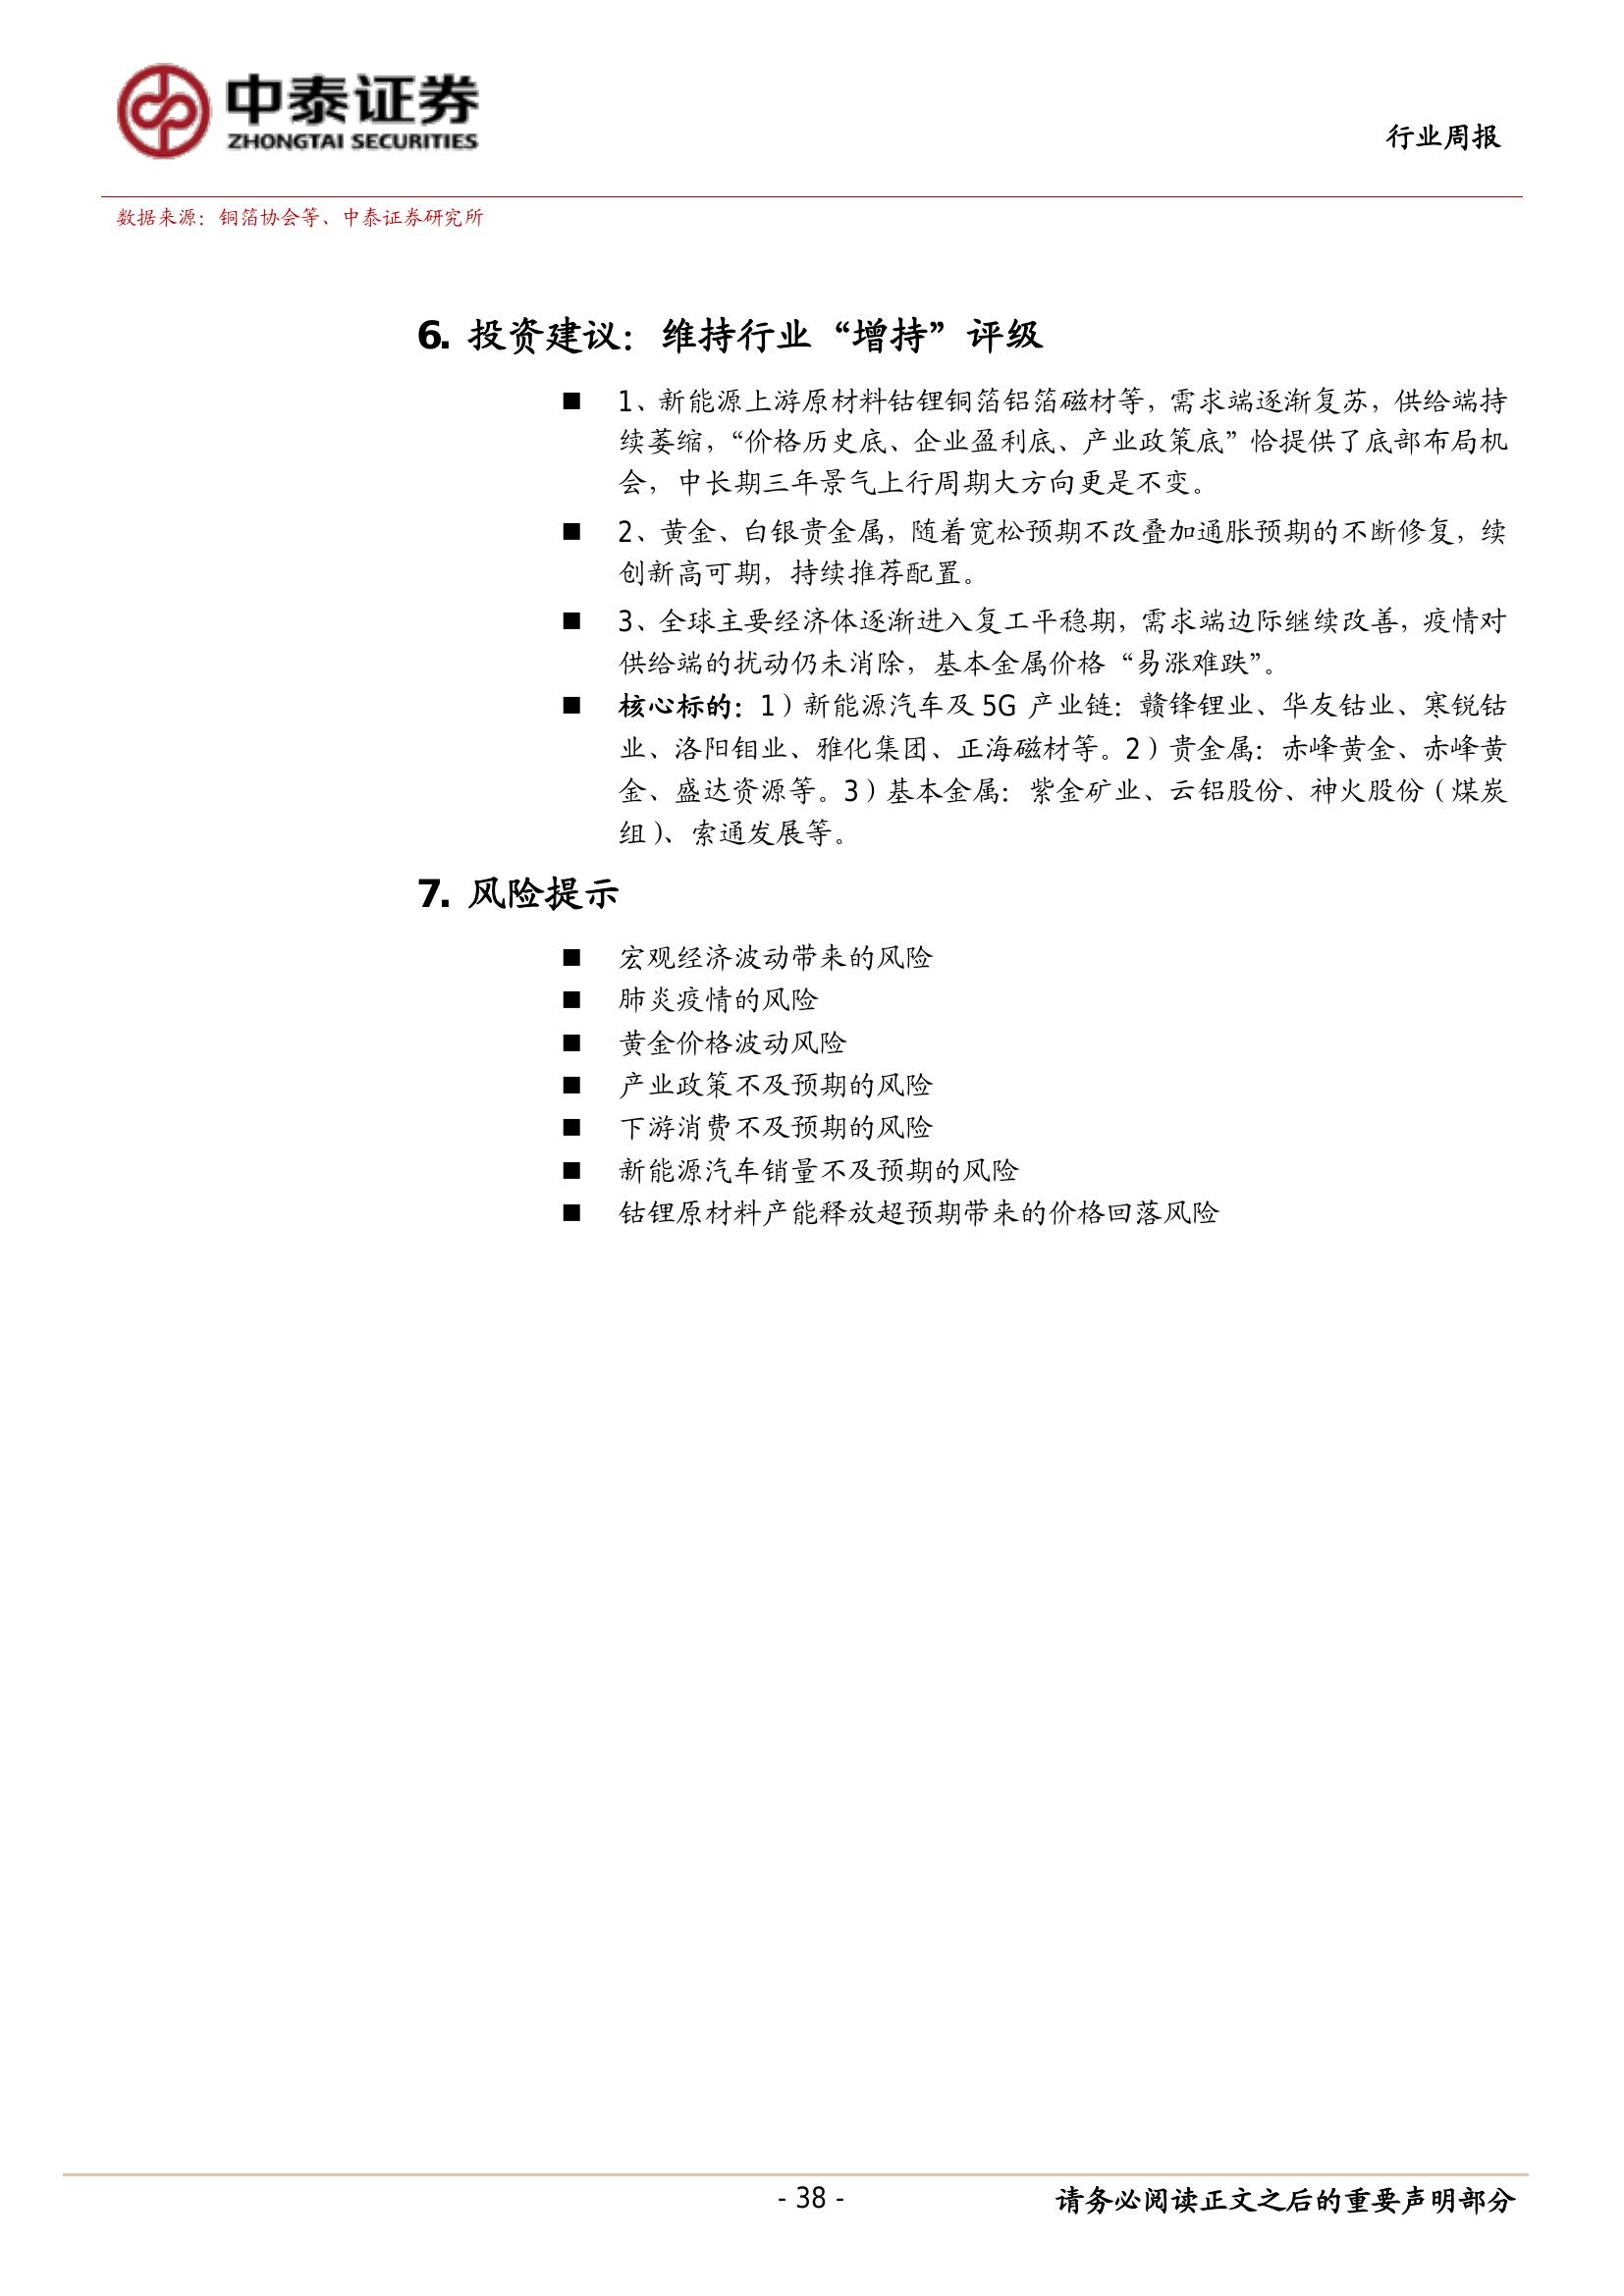 中泰证券
ZHONGTAI SECURITIES
行业周报
数据来源：铜箔协会等、中泰证券研究所
6. 投资建议：维持行业“增持”评级
■ 1、新能源上游原材料钴锂铜箔铝箔磁材等，需求端逐渐复苏，供给端持
续萎缩，“价格历史底、企业盈利底、产业政策底”恰提供了底部布局机
会，中长期三年景气上行周期大方向更是不变。
■ 2、黄金、白银贵金属，随着宽松预期不改叠加通胀预期的不断修复，续
创新高可期，持续推荐配置。
■ 3、全球主要经济体逐渐进入复工平稳期，需求端边际继续改善，疫情对
供给端的扰动仍未消除，基本金属价格“易涨难跌”。
■ 核心标的：1）新能源汽车及 5G 产业链：赣锋锂业、华友钴业、寒锐钴
业、洛阳钼业、雅化集团、正海磁材等。2）贵金属：赤峰黄金、赤峰黄
金、盛达资源等。3）基本金属：紫金矿业、云铝股份、神火股份（煤炭
组）、索通发展等。
7. 风险提示
■ 宏观经济波动带来的风险
■ 肺炎疫情的风险
■ 黄金价格波动风险
■ 产业政策不及预期的风险
■ 下游消费不及预期的风险
■ 新能源汽车销量不及预期的风险
■ 钴锂原材料产能释放超预期带来的价格回落风险
- 38 -
请务必阅读正文之后的重要声明部分